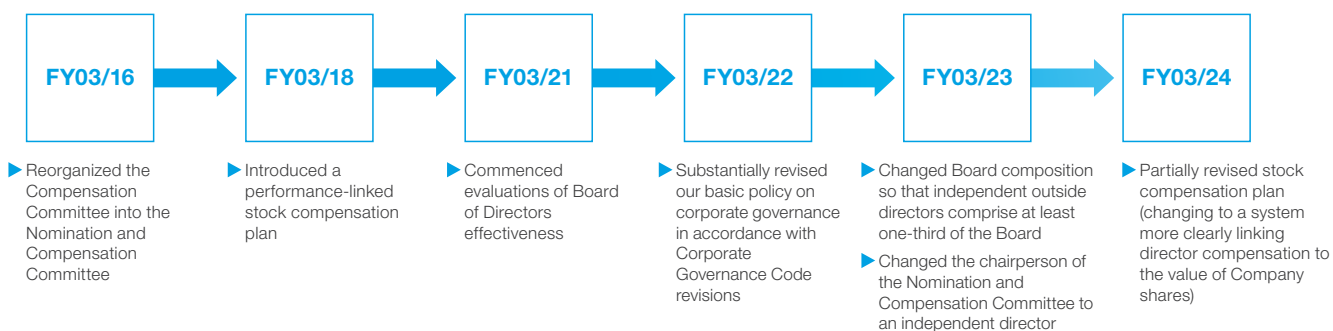 FY03/16
FY03/18
FY03/21
FY03/22
FY03/23
FY03/24
Reorganized the
Compensation
Committee into the
Nomination and
Compensation
Committee
Introduced a
performance-linked
stock compensation
plan
Commenced
evaluations of Board
of Directors
effectiveness
Substantially revised
our basic policy on
corporate governance
in accordance with
Corporate
Governance Code
revisions
Changed Board composition
so that independent outside
directors comprise at least
one-third of the Board
Changed the chairperson of
the Nomination and
Compensation Committee to
an independent director
Partially revised stock
compensation plan
(changing to a system
more clearly linking
director compensation to
the value of Company
shares)